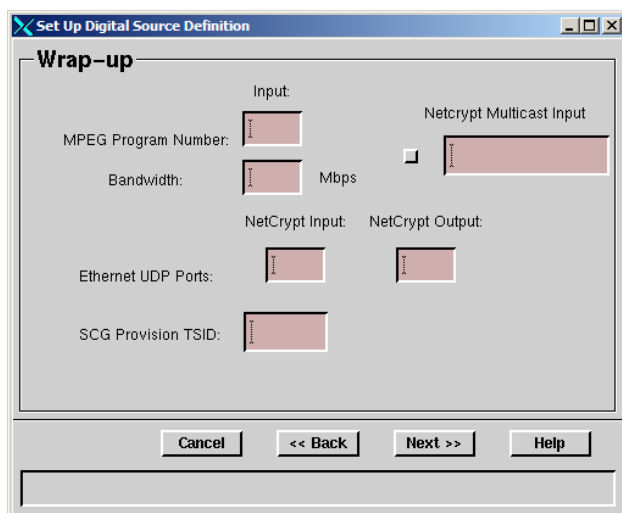 Set Up Digital Source Definition
Wrap-up
Input:
Netcrypt Multicast Input
MPEG Program Number:
Bandwidth:
Mbps
NetCrypt Input:
NetCrypt Output:
Ethernet UDP Ports:
SCG Provision TSID:
Cancel
<< Back
Next >>
Help